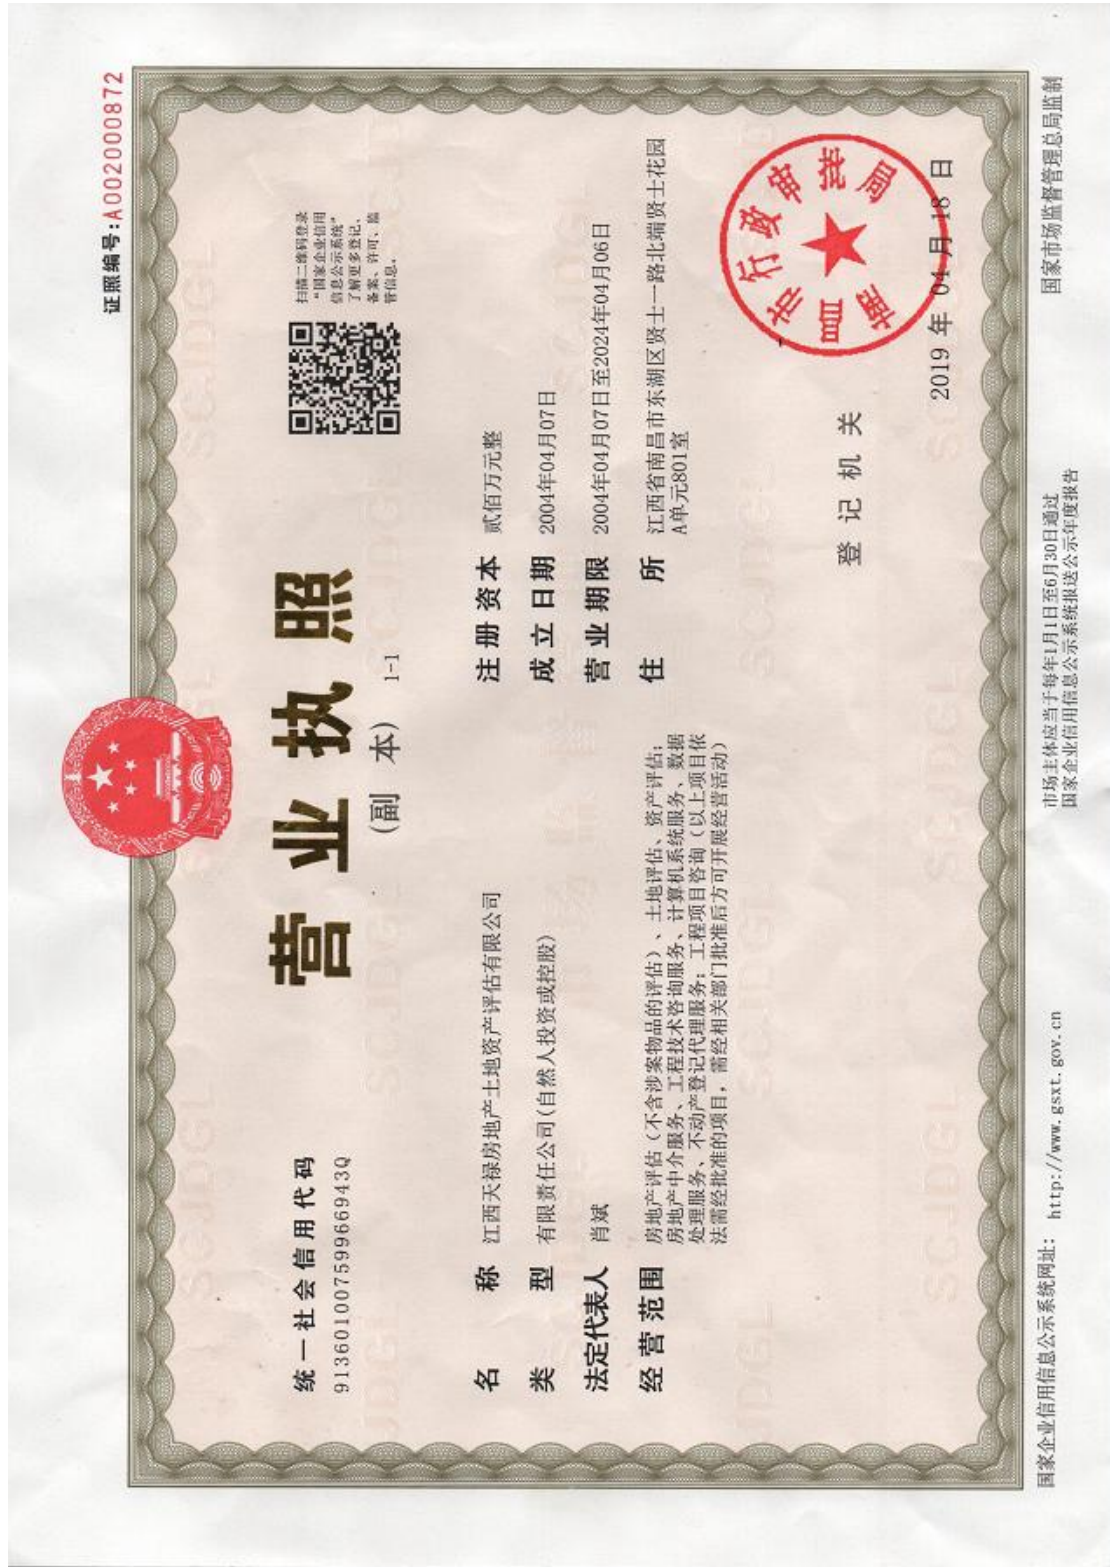 证照编号:A0020000872
营业执照
(副 本) 1-1
统一社会信用代码
91360100759966943Q
扫描二维码登录
“国家企业信用
信息公示系统”
了解更多登记、
备案、许可、监
管信息。
名 称 江西天禄房地产土地资产评估有限公司
类 型 有限责任公司(自然人投资或控股)
法定代表人 肖斌
经营范围 房地产评估（不含涉案物品的评估）、土地评估、资产评估；
房地产中介服务、工程技术咨询服务、计算机系统服务、数据
处理服务、不动产登记代理服务；工程项目咨询（以上项目依
法需经批准的项目，需经相关部门批准后方可开展经营活动）
注册资本 贰佰万元整
成立日期 2004年04月07日
营业期限 2004年04月07日至2024年04月06日
住 所 江西省南昌市东湖区贤士一路北端贤士花园
A单元801室
登记机关
市行政审批局
2019 年 04 月 18 日
国家企业信用信息公示系统网址: http://www.gsxt.gov.cn
市场主体应当于每年1月1日至6月30日通过
国家企业信用信息公示系统报送公示年度报告
国家市场监督管理总局监制